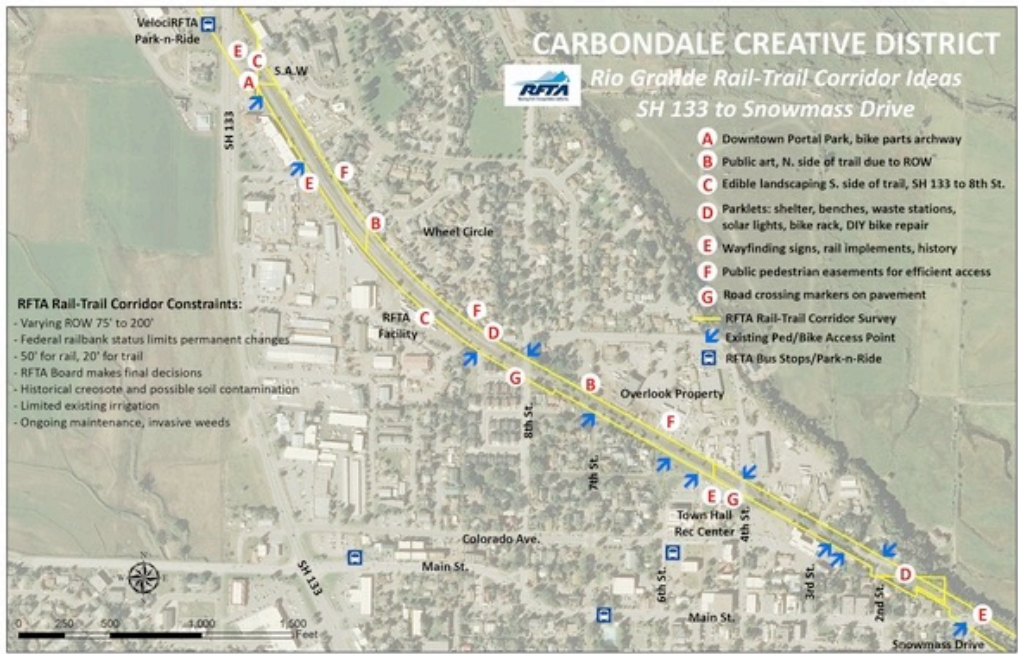 VelociRFTA
Park-n-Ride
E
C
A
S.A.W
SH 133
CARBONDALE CREATIVE DISTRICT
RFTA
Rio Grande Rail-Trail Corridor Ideas
SH 133 to Snowmass Drive
A Downtown Portal Park, bike parts archway
B Public art, N. side of trail due to ROW
C Edible landscaping S. side of trail, SH 133 to 8th St.
D Parklets: shelter, benches, waste stations,
solar lights, bike rack, DIY bike repair
E Wayfinding signs, rail implements, history
F Public pedestrian easements for efficient access
G Road crossing markers on pavement
RFTA Rail-Trail Corridor Survey
Existing Ped/Bike Access Point
RFTA Bus Stops/Park-n-Ride
F
E
B
Wheel Circle
RFTA Rail-Trail Corridor Constraints:
- Varying ROW 75' to 200'
- Federal railbank status limits permanent changes
- 50' for rail, 20' for trail
- RFTA Board makes final decisions
- Historical creosote and possible soil contamination
- Limited existing irrigation
- Ongoing maintenance, invasive weeds
RFTA
Facility
C
F
D
G
B
Overlook Property
F
8th St.
7th St.
E
G
Town Hall
Rec Center
4th St.
Colorado Ave.
Main St.
SH 133
6th St.
3rd St.
2nd St.
D
E
Main St.
Snowmass Drive
N
0 250 500 1,000 1,500
Feet